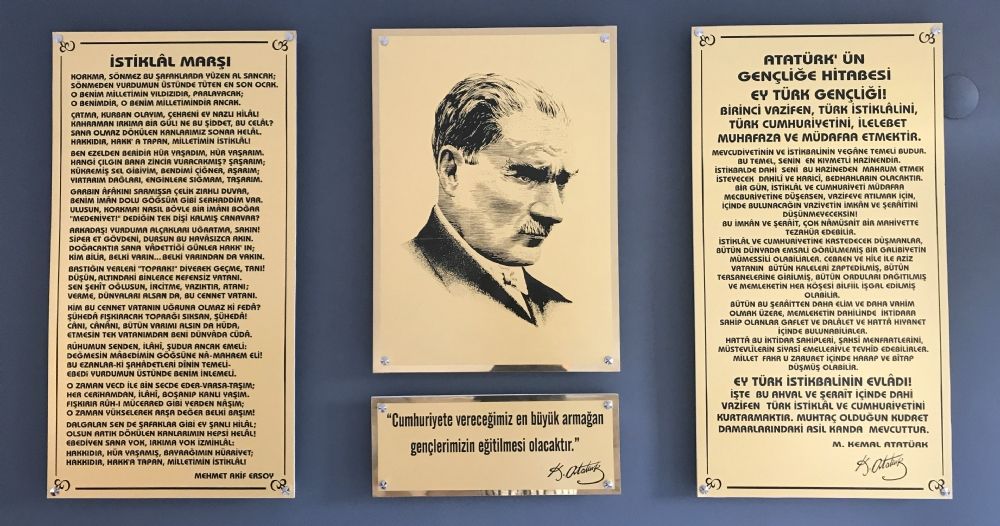 İSTİKLÂL MARŞI
KORKMA, SÖNMEZ BU ŞAFAKLARDA YÜZEN AL SANCAK;
SÖNMEDEN YURDUMUN ÜSTÜNDE TÜTEN EN SON OCAK.
O BENİM MİLLETİMİN YILDIZIDIR, PARLAYACAK;
O BENİMDİR, O BENİM MİLLETİMİNDİR ANCAK.
ÇATMA, KURBAN OLAYIM, ÇEHRENİ EY NAZLI HİLÂL!
KAHRAMAN IRKIMA BİR GÜL! NE BU ŞİDDET, BU CELÂL?
SANA OLMAZ DÖKÜLEN KANLARIMIZ SONRA HELÂL.
HAKKIDIR, HAKK' A TAPAN, MİLLETİMİN İSTİKLÂL!
BEN EZELDEN BERİDİR HÜR YAŞADIM, HÜR YAŞARIM.
HANGİ ÇILGIN BANA ZİNCİR VURACAKMIŞ? ŞAŞARIM;
KÜKREMİŞ SEL GİBİYİM, BENDİMİ ÇİĞNER, AŞARIM;
YIRTARIM DAĞLARI, ENGİNLERE SIĞMAM, TAŞARIM.
GARBIN ÂFÂKINI SARMIŞSA ÇELİK ZIRHLI DUVAR,
BENİM İMÂN DOLU GÖĞSÜM GİBİ SERHADDİM VAR.
ULUSUN, KORKMA! NASIL BÖYLE BİR İMÂNI BOĞAR
"MEDENİYET!" DEDİĞİN TEK DİŞİ KALMIŞ CANAVAR?
ARKADAŞ! YURDUMA ALÇAKLARI UĞRATMA, SAKIN!
SİPER ET GÖVDENİ, DURSUN BU HAYÂSIZCA AKIN.
DOĞACAKTIR SANA VÂDETTİĞİ GÜNLER HAKK' IN;
KİM BİLİR, BELKİ YARIN... BELKİ YARINDAN DA YAKIN.
BASTIĞIN YERLERİ "TOPRAK!" DİYEREK GEÇME, TANI!
DÜŞÜN, ALTINDAKİ BİNLERCE KEFENSİZ YATANI.
SEN ŞEHİT OĞLUSUN, İNCİTME, YAZIKTIR, ATANI;
VERME, DÜNYALARI ALSAN DA, BU CENNET VATANI.
KİM BU CENNET VATANIN UĞRUNA OLMAZ Kİ FEDÂ?
ŞÜHEDÂ FIŞKIRACAK TOPRAĞI SIKSAN, ŞÜHEDÂ!
CÂNI, CÂNÂNI, BÜTÜN VARIMI ALSIN DA HÜDA,
ETMESİN TEK VATANIMDAN BENİ DÜNYÂDA CÜDÂ.
RÛHUMUN SENDEN, İLÂHÎ, ŞUDUR ANCAK EMELİ:
DEĞMESİN MÂBEDİMİN GÖĞSÜNE NÂ-MAHREM ELİ!
BU EZANLAR-Kİ ŞAHÂDETLERİ DÎNİN TEMELİ-
EBEDÎ YURDUMUN ÜSTÜNDE BENİM İNLEMELİ.
O ZAMAN VECD İLE BİN SECDE EDER-VARSA-TAŞIM;
HER CERİHAMDAN, İLÂHÎ, BOŞANIP KANLI YAŞIM.
FIŞKIRIR RÛH-I MÜCERRED GİBİ YERDEN NÂŞIM;
O ZAMAN YÜKSELEREK ARŞA DEĞER BELKİ BAŞIM!
DALGALAN SEN DE ŞAFAKLAR GİBİ EY ŞANLI HİLÂL;
OLSUN ARTIK DÖKÜLEN KANLARIMIN HEPSİ HELÂL!
EBEDİYEN SANA YOK, IRKIMA YOK İZMİHLÂL:
HAKKIDIR, HÜR YAŞAMIŞ, BAYRAĞIMIN HÜRRİYET;
HAKKIDIR, HAKK'A TAPAN, MİLLETİMİN İSTİKLÂL!
MEHMET AKİF ERSOY
"Cumhuriyete vereceğimiz en büyük armağan
gençlerimizin eğitilmesi olacaktır."
K. Atatürk
ATATÜRK' ÜN
GENÇLİĞE HİTABESİ
EY TÜRK GENÇLİĞİ!
BİRİNCİ VAZİFEN, TÜRK İSTİKLÂLİNİ,
TÜRK CUMHURİYETİNİ, İLELEBET
MUHAFAZA VE MÜDAFAA ETMEKTİR.
MEVCUDİYETİNİN VE İSTİKBALİNİN YEGÂNE TEMELİ BUDUR.
BU TEMEL, SENİN EN KIYMETLİ HAZİNENDİR.
İSTİKBALDE DAHİ SENİ BU HAZİNEDEN MAHRUM ETMEK
İSTEYECEK DAHİLİ VE HARİCİ, BEDHAHLARIN OLACAKTIR.
BİR GÜN, İSTİKLÂL VE CUMHURİYETİ MÜDAFAA
MECBURİYETİNE DÜŞERSEN, VAZİFEYE ATILMAK İÇİN,
İÇİNDE BULUNACAĞIN VAZİYETİN İMKÂN VE ŞERÂİTİNİ
DÜŞÜNMEYECEKSİN!
BU İMKÂN VE ŞERAİT, ÇOK NÂMÜSAİT BİR MAHİYETTE
TEZAHÜR EDEBİLİR.
İSTİKLÂL VE CUMHURİYETİNE KASTEDECEK DÜŞMANLAR,
BÜTÜN DÜNYADA EMSALİ GÖRÜLMEMİŞ BİR GALİBİYETİN
MÜMESSİLİ OLABİLİRLER. CEBREN VE HİLE İLE AZİZ
VATANIN BÜTÜN KALELERİ ZAPTEDİLMİŞ, BÜTÜN
TERSANELERİNE GİRİLMİŞ, BÜTÜN ORDULARI DAĞITILMIŞ
VE MEMLEKETİN HER KÖŞESİ BİLFİİL İŞGAL EDİLMİŞ
OLABİLİR.
BÜTÜN BU ŞERAİTTEN DAHA ELİM VE DAHA VAHİM
OLMAK ÜZERE, MEMLEKETİN DAHİLİNDE İKTİDARA
SAHİP OLANLAR GAFLET VE DALÂLET VE HATTÂ HIYANET
İÇİNDE BULUNABİLİRLER.
HATTÂ BU İKTİDAR SAHİPLERİ, ŞAHSİ MENFAATLERİNİ,
MÜSTEVLİLERİN SİYASİ EMELLERİYLE TEVHİD EDEBİLİRLER.
MİLLET FAKR U ZARURET İÇİNDE HARAP VE BİTAP
DÜŞMÜŞ OLABİLİR.
EY TÜRK İSTİKBALİNİN EVLÂDI!
İŞTE BU AHVAL VE ŞERAİT İÇİNDE DAHİ
VAZİFEN TÜRK İSTİKLÂL VE CUMHURİYETİNİ
KURTARMAKTIR. MUHTAÇ OLDUĞUN KUDRET
DAMARLARINDAKİ ASİL KANDA MEVCUTTUR.
M. KEMAL ATATÜRK
K. Atatürk